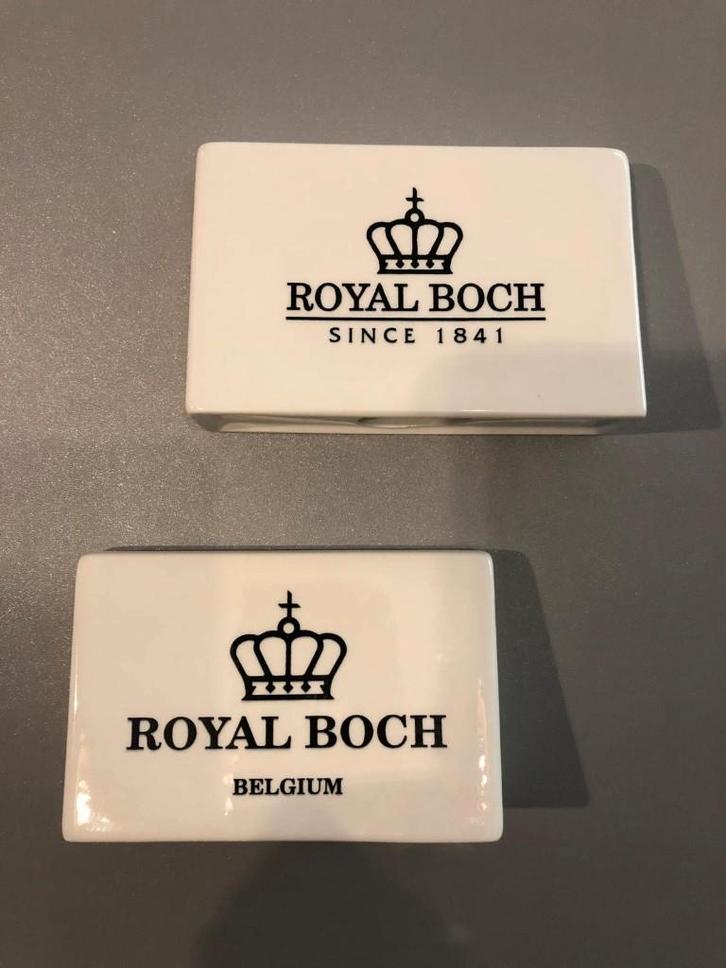 ROYAL BOCH
SINCE 1841
ROYAL BOCH
BELGIUM